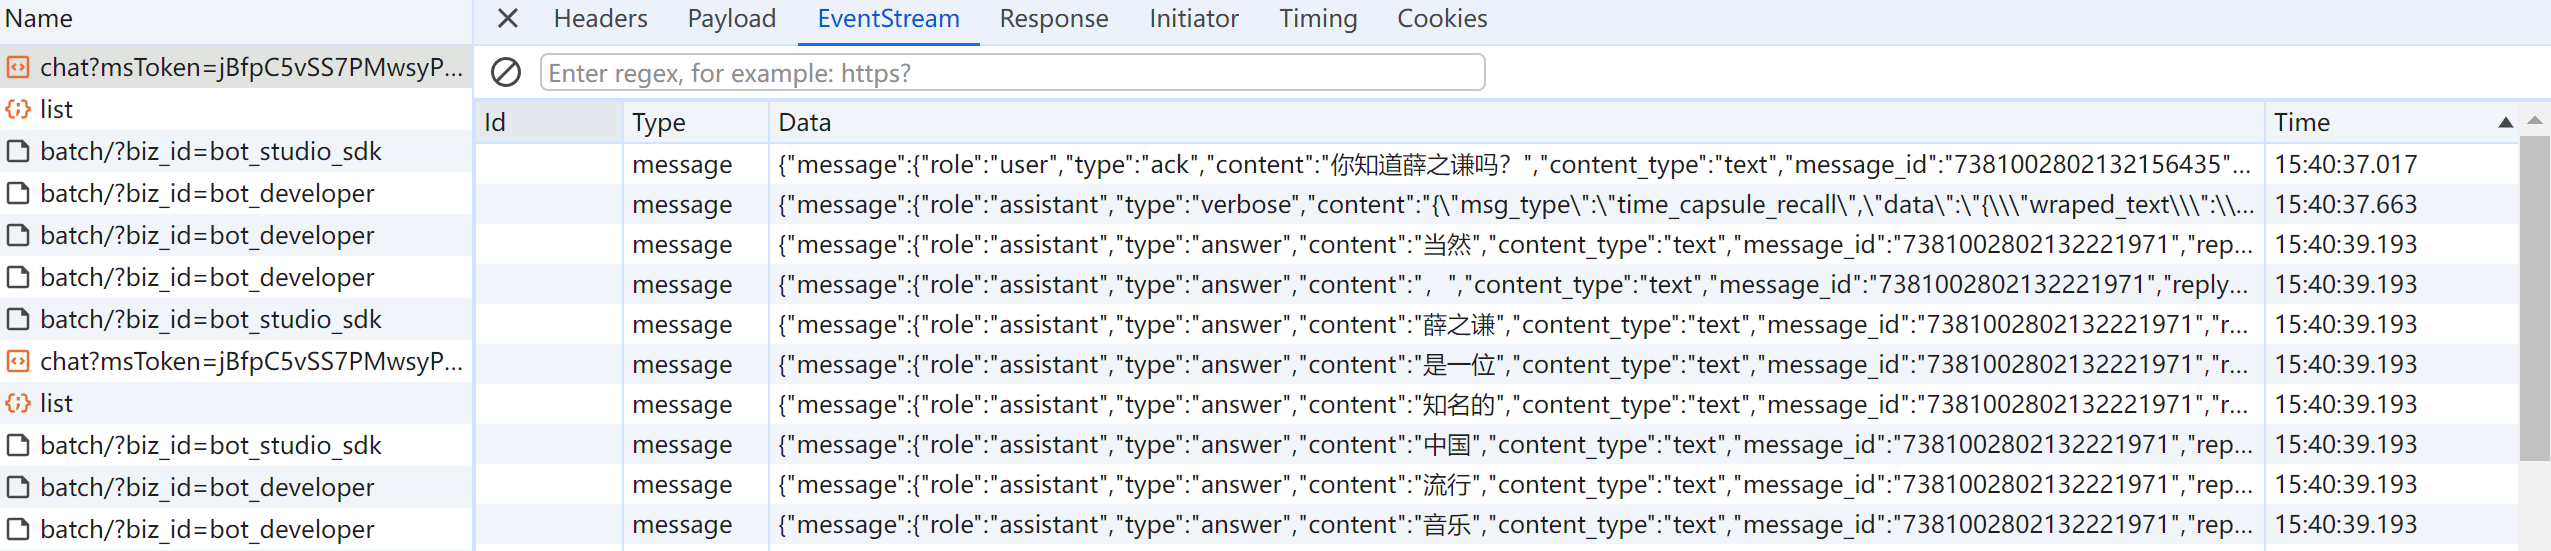 Name
chat?msToken=jBfpC5vSS7PMwsyP...
list
batch/?biz_id=bot_studio_sdk
batch/?biz_id=bot_developer
batch/?biz_id=bot_developer
batch/?biz_id=bot_developer
batch/?biz_id=bot_studio_sdk
chat?msToken=jBfpC5vSS7PMwsyP...
list
batch/?biz_id=bot_studio_sdk
batch/?biz_id=bot_developer
batch/?biz_id=bot_developer
Headers Payload EventStream Response Initiator Timing Cookies
Enter regex, for example: https?
Id Type Data Time
message {"message":{"role":"user","type":"ack","content":"你知道薛之谦吗？","content_type":"text","message_id":"7381002802132156435"... 15:40:37.017
message {"message":{"role":"assistant","type":"verbose","content":"{\"msg_type\":\"time_capsule_recall\",\"data\":\"{\\\"wraped_text\\\":\\... 15:40:37.663
message {"message":{"role":"assistant","type":"answer","content":"当然","content_type":"text","message_id":"7381002802132221971","rep... 15:40:39.193
message {"message":{"role":"assistant","type":"answer","content":"，","content_type":"text","message_id":"7381002802132221971","reply... 15:40:39.193
message {"message":{"role":"assistant","type":"answer","content":"薛之谦","content_type":"text","message_id":"7381002802132221971","r... 15:40:39.193
message {"message":{"role":"assistant","type":"answer","content":"是一位","content_type":"text","message_id":"7381002802132221971","r... 15:40:39.193
message {"message":{"role":"assistant","type":"answer","content":"知名的","content_type":"text","message_id":"7381002802132221971","r... 15:40:39.193
message {"message":{"role":"assistant","type":"answer","content":"中国","content_type":"text","message_id":"7381002802132221971","rep... 15:40:39.193
message {"message":{"role":"assistant","type":"answer","content":"流行","content_type":"text","message_id":"7381002802132221971","rep... 15:40:39.193
message {"message":{"role":"assistant","type":"answer","content":"音乐","content_type":"text","message_id":"7381002802132221971","rep... 15:40:39.193